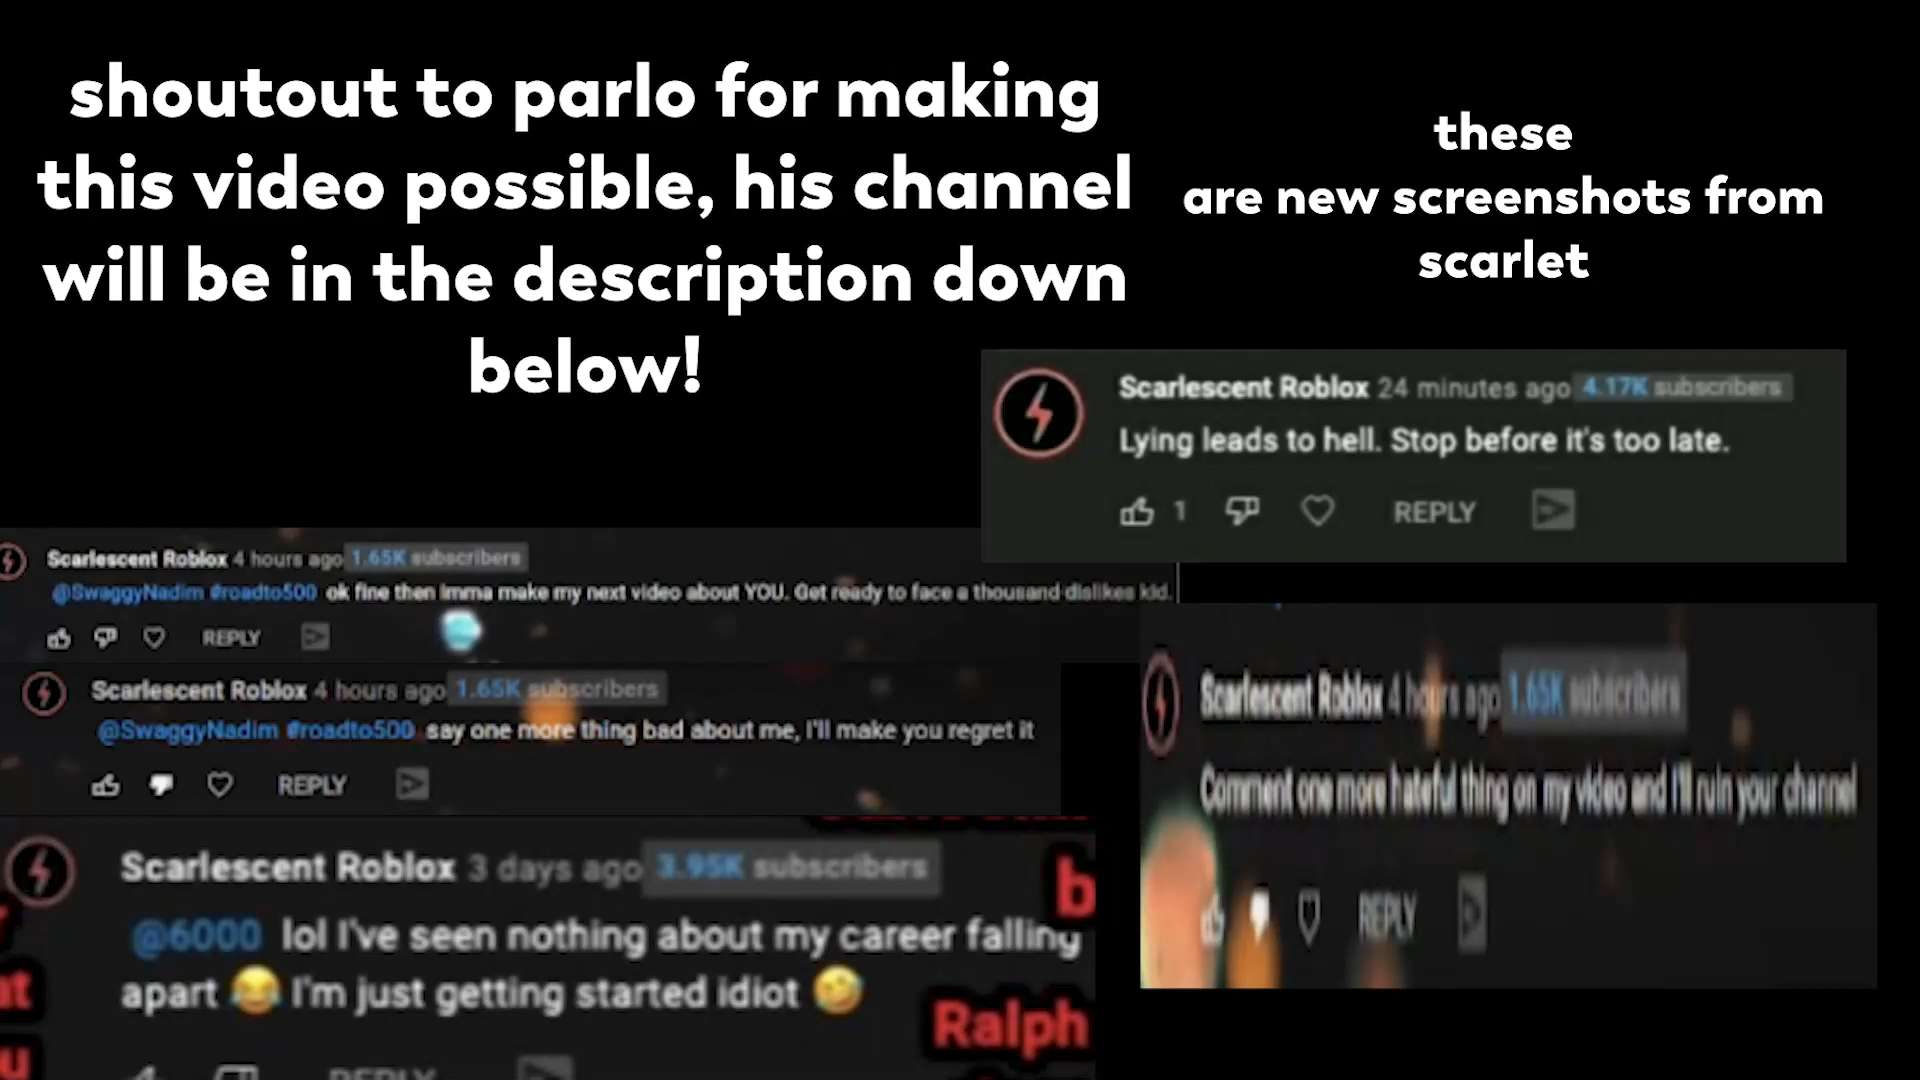 shoutout to parlo for making
this video possible, his channel
will be in the description down
below!
these
are new screenshots from
scarlet
Scarlescent Roblox 24 minutes ago 4.17K subscribers
Lying leads to hell. Stop before it's too late.
1 REPLY
Scarlescent Roblox 4 hours ago 1.65K subscribers
@SwaggyNadim #roadto500 ok fine then imma make my next video about YOU. Get ready to face a thousand dislikes kid.
REPLY
Scarlescent Roblox 4 hours ago 1.65K subscribers
@SwaggyNadim #roadto500 say one more thing bad about me, I'll make you regret it
REPLY
Scarlescent Roblox 4 hours ago 1.65K subscribers
Comment one more hateful thing on my video and I'll ruin your channel
REPLY
Scarlescent Roblox 3 days ago 3.95K subscribers
@6000 lol I've seen nothing about my career falling
apart 😂 I'm just getting started idiot 🤣
Ralph
REPLY